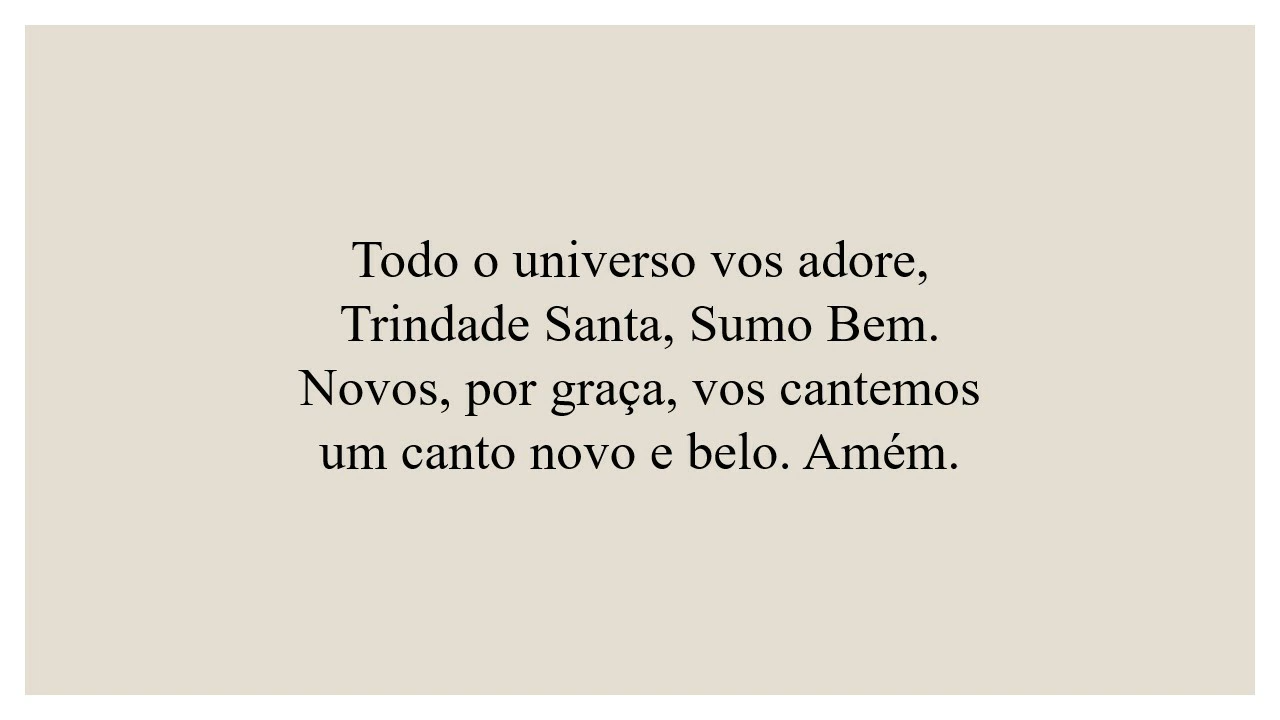 Todo o universo vos adore,
Trindade Santa, Sumo Bem.
Novos, por graça, vos cantemos
um canto novo e belo. Amém.